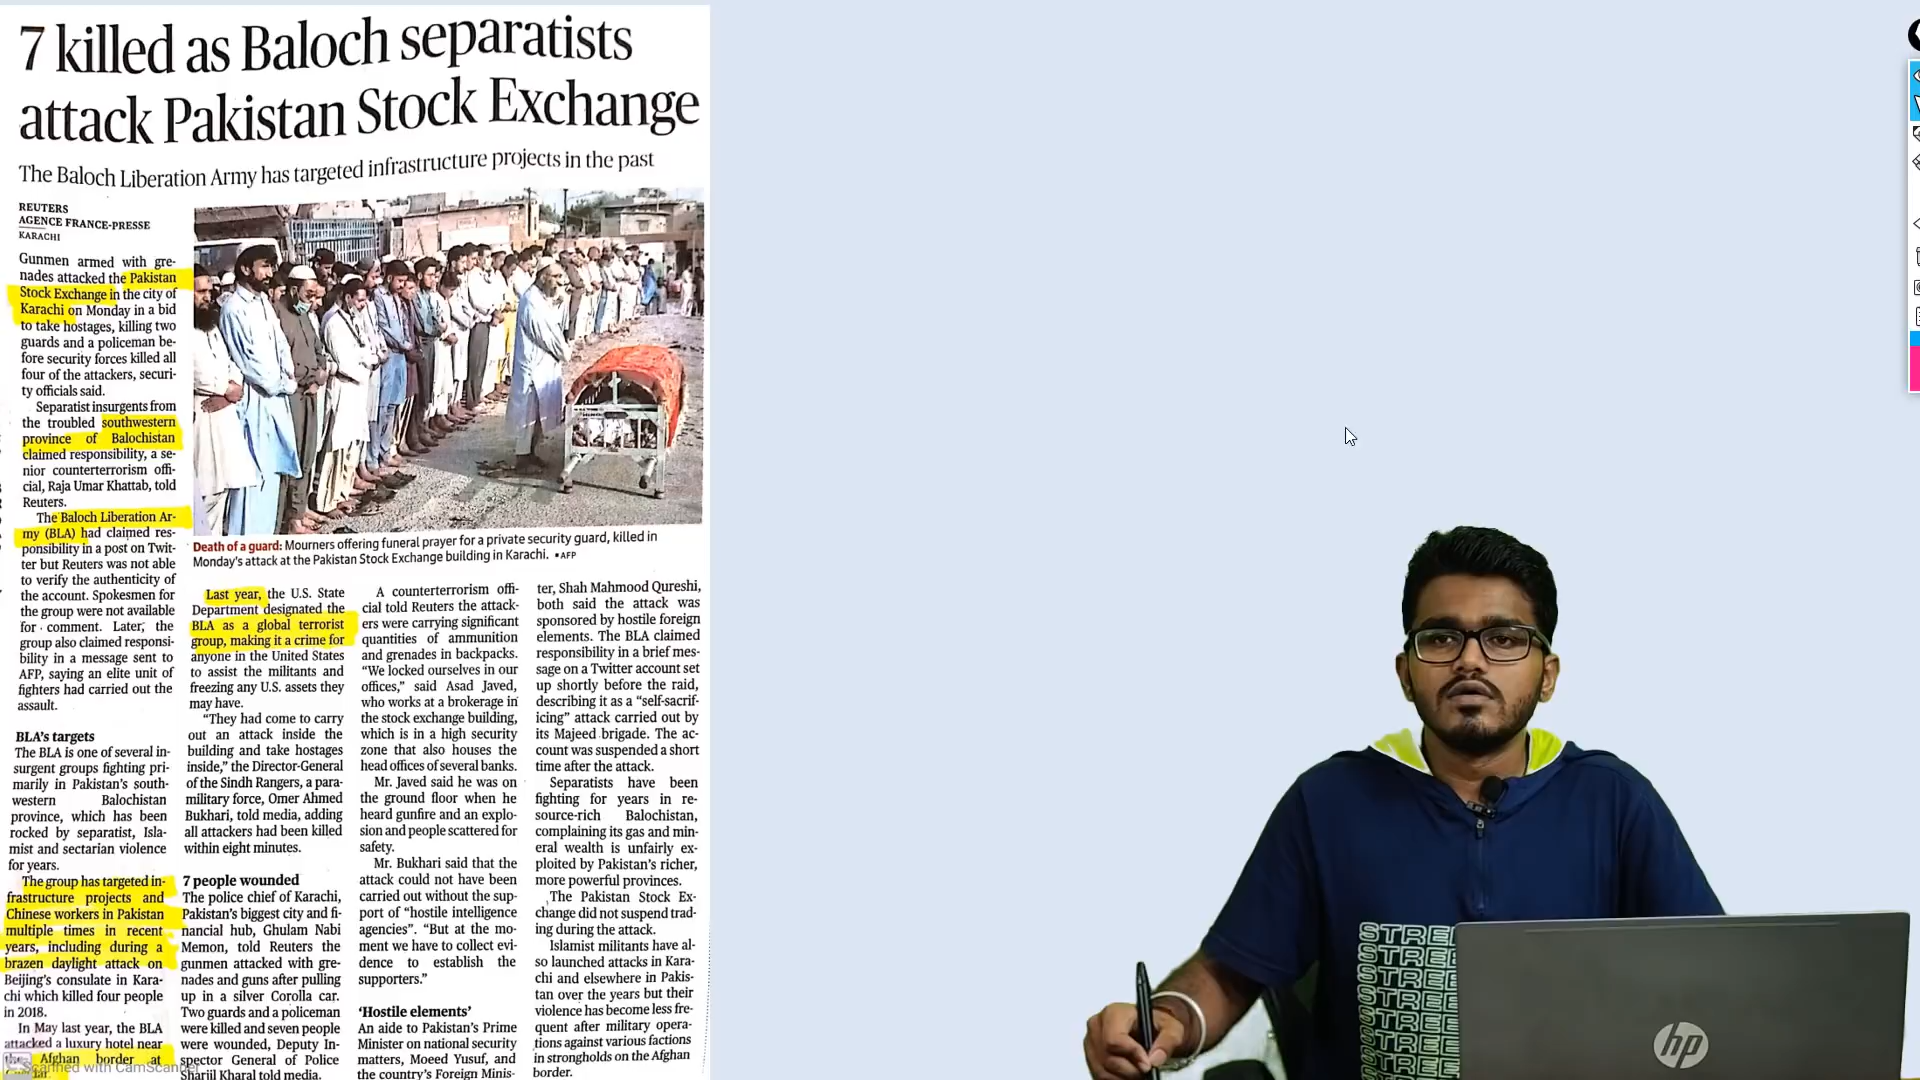 7 killed as Baloch separatists
attack Pakistan Stock Exchange
The Baloch Liberation Army has targeted infrastructure projects in the past
REUTERS
AGENCE FRANCE-PRESSE
KARACHI
Gunmen armed with gre-
nades attacked the Pakistan
Stock Exchange in the city of
Karachi on Monday in a bid
to take hostages, killing two
guards and a policeman be-
fore security forces killed all
four of the attackers, securi-
ty officials said.
Separatist insurgents from
the troubled southwestern
province of Balochistan
claimed responsibility, a se-
nior counterterrorism offi-
cial, Raja Umar Khattab, told
Reuters.
The Baloch Liberation Ar-
my (BLA) had claimed res-
ponsibility in a post on Twit-
ter but Reuters was not able
to verify the authenticity of
the account. Spokesmen for
the group were not available
for comment. Later, the
group also claimed responsi-
bility in a message sent to
AFP, saying an elite unit of
fighters had carried out the
assault.
BLA's targets
The BLA is one of several in-
surgent groups fighting pri-
marily in Pakistan's south-
western Balochistan
province, which has been
rocked by separatist, Isla-
mist and sectarian violence
for years.
The group has targeted in-
frastructure projects and
Chinese workers in Pakistan
multiple times in recent
years, including during a
brazen daylight attack on
Beijing's consulate in Kara-
chi which killed four people
in 2018.
In May last year, the BLA
attacked a luxury hotel near
the Afghan border at
Scanned with CamScanner
Death of a guard: Mourners offering funeral prayer for a private security guard, killed in
Monday's attack at the Pakistan Stock Exchange building in Karachi. ▪AFP
Last year, the U.S. State
Department designated the
BLA as a global terrorist
group, making it a crime for
anyone in the United States
to assist the militants and
freezing any U.S. assets they
may have.
“They had come to carry
out an attack inside the
building and take hostages
inside,” the Director-General
of the Sindh Rangers, a para-
military force, Omer Ahmed
Bukhari, told media, adding
all attackers had been killed
within eight minutes.
7 people wounded
The police chief of Karachi,
Pakistan's biggest city and fi-
nancial hub, Ghulam Nabi
Memon, told Reuters the
gunmen attacked with gre-
nades and guns after pulling
up in a silver Corolla car.
Two guards and a policeman
were killed and seven people
were wounded, Deputy In-
spector General of Police
Sharjil Kharal told media.
A counterterrorism offi-
cial told Reuters the attack-
ers were carrying significant
quantities of ammunition
and grenades in backpacks.
“We locked ourselves in our
offices,” said Asad Javed,
who works at a brokerage in
the stock exchange building,
which is in a high security
zone that also houses the
head offices of several banks.
Mr. Javed said he was on
the ground floor when he
heard gunfire and an explo-
sion and people scattered for
safety.
Mr. Bukhari said that the
attack could not have been
carried out without the sup-
port of “hostile intelligence
agencies”. “But at the mo-
ment we have to collect evi-
dence to establish the
supporters.”
‘Hostile elements’
An aide to Pakistan's Prime
Minister on national security
matters, Moeed Yusuf, and
the country's Foreign Minis-
ter, Shah Mahmood Qureshi,
both said the attack was
sponsored by hostile foreign
elements. The BLA claimed
responsibility in a brief mes-
sage on a Twitter account set
up shortly before the raid,
describing it as a “self-sacrif-
icing” attack carried out by
its Majeed brigade. The ac-
count was suspended a short
time after the attack.
Separatists have been
fighting for years in re-
source-rich Balochistan,
complaining its gas and min-
eral wealth is unfairly ex-
ploited by Pakistan's richer,
more powerful provinces.
The Pakistan Stock Ex-
change did not suspend trad-
ing during the attack.
Islamist militants have al-
so launched attacks in Kara-
chi and elsewhere in Pakis-
tan over the years but their
violence has become less fre-
quent after military opera-
tions against various factions
in strongholds on the Afghan
border.
STREE
STREE
STREE
STREE
STREE
STREE
STREE
hp